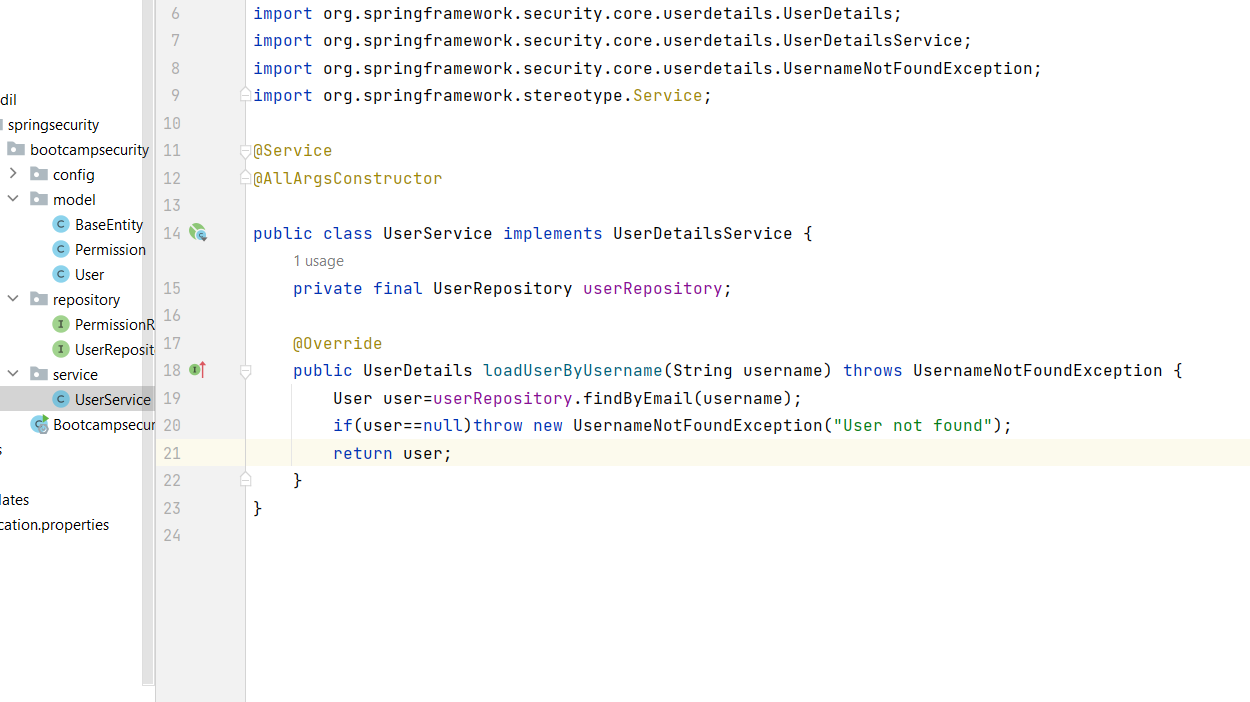 dil
springsecurity
bootcampsecurity
config
model
BaseEntity
Permission
User
repository
PermissionR
UserReposit
service
UserService
Bootcampsecur
s
lates
cation.properties
6 import org.springframework.security.core.userdetails.UserDetails;
7 import org.springframework.security.core.userdetails.UserDetailsService;
8 import org.springframework.security.core.userdetails.UsernameNotFoundException;
9 import org.springframework.stereotype.Service;
10
11 @Service
12 @AllArgsConstructor
13
14 public class UserService implements UserDetailsService {
1 usage
15 private final UserRepository userRepository;
16
17 @Override
18 public UserDetails loadUserByUsername(String username) throws UsernameNotFoundException {
19 User user=userRepository.findByEmail(username);
20 if(user==null)throw new UsernameNotFoundException("User not found");
21 return user;
22 }
23 }
24